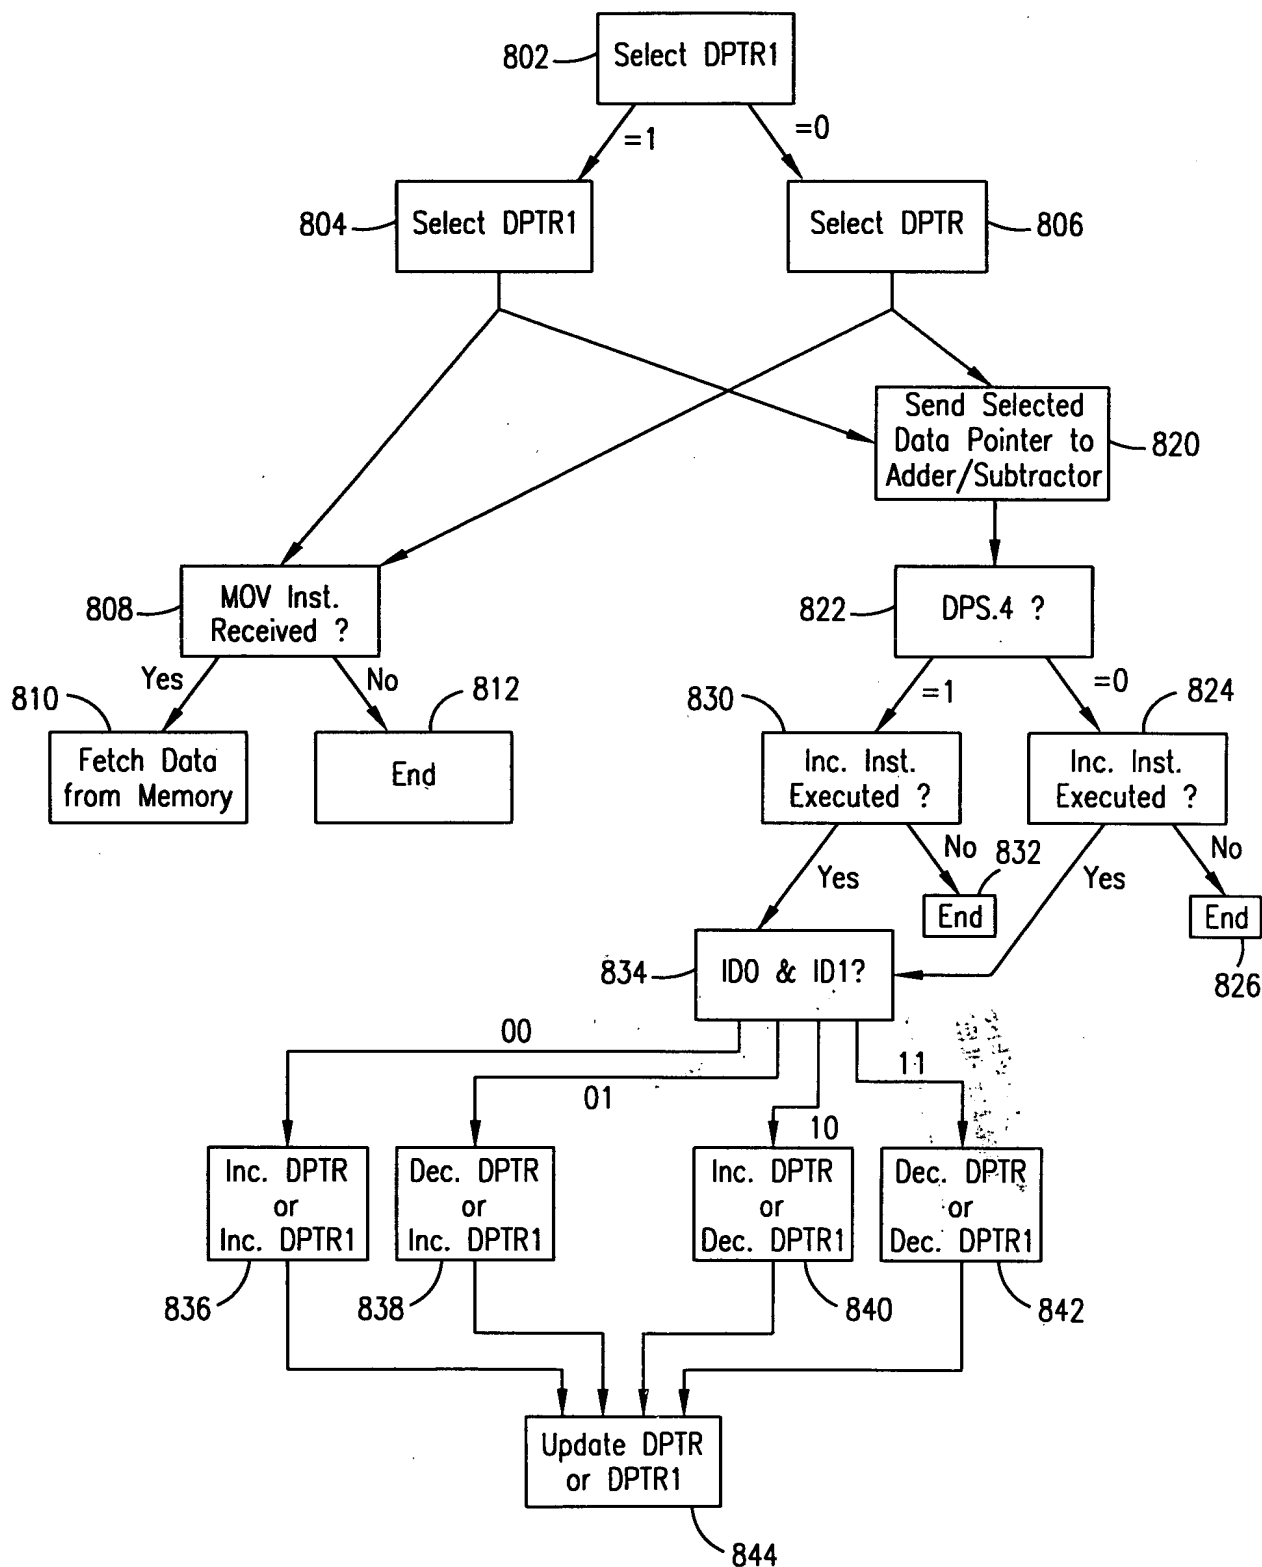 802
Select DPTR1
=1
=0
804
Select DPTR1
Select DPTR
806
Send Selected
Data Pointer to
Adder/Subtractor
820
808
MOV Inst.
Received ?
822
DPS.4 ?
Yes
No
810
812
Fetch Data
from Memory
End
=1
=0
830
824
Inc. Inst.
Executed ?
Inc. Inst.
Executed ?
Yes
No
832
End
Yes
No
End
826
834
ID0 & ID1?
00
01
10
11
Inc. DPTR
or
Inc. DPTR1
Dec. DPTR
or
Inc. DPTR1
Inc. DPTR
or
Dec. DPTR1
Dec. DPTR
or
Dec. DPTR1
836
838
840
842
Update DPTR
or DPTR1
844